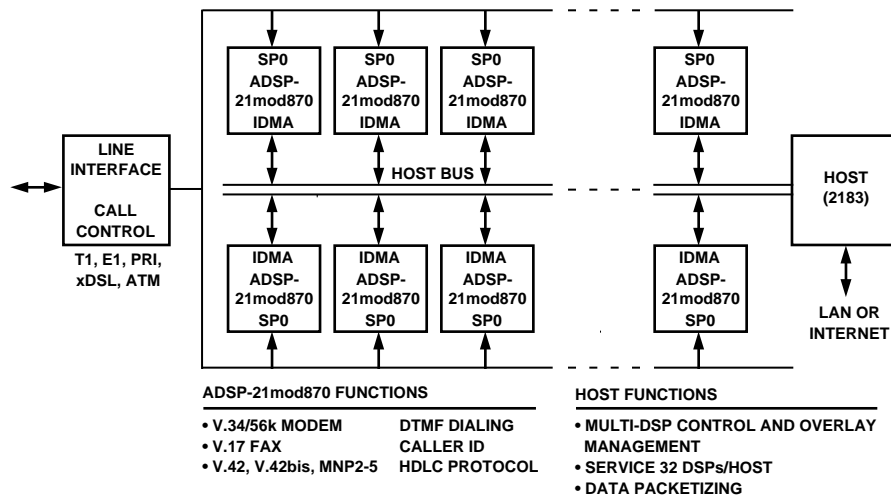 SP0
ADSP-
21mod870
IDMA
SP0
ADSP-
21mod870
IDMA
SP0
ADSP-
21mod870
IDMA
SP0
ADSP-
21mod870
IDMA
LINE
INTERFACE
CALL
CONTROL
T1, E1, PRI,
xDSL, ATM
HOST BUS
HOST
(2183)
LAN OR
INTERNET
IDMA
ADSP-
21mod870
SP0
IDMA
ADSP-
21mod870
SP0
IDMA
ADSP-
21mod870
SP0
IDMA
ADSP-
21mod870
SP0
ADSP-21mod870 FUNCTIONS
• V.34/56k MODEM DTMF DIALING
• V.17 FAX CALLER ID
• V.42, V.42bis, MNP2-5 HDLC PROTOCOL
HOST FUNCTIONS
• MULTI-DSP CONTROL AND OVERLAY
MANAGEMENT
• SERVICE 32 DSPs/HOST
• DATA PACKETIZING